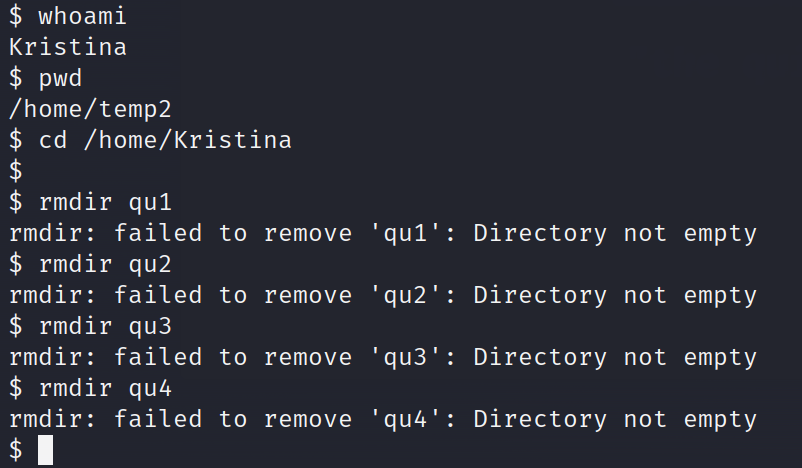 $ whoami
Kristina
$ pwd
/home/temp2
$ cd /home/Kristina
$
$ rmdir qu1
rmdir: failed to remove 'qu1': Directory not empty
$ rmdir qu2
rmdir: failed to remove 'qu2': Directory not empty
$ rmdir qu3
rmdir: failed to remove 'qu3': Directory not empty
$ rmdir qu4
rmdir: failed to remove 'qu4': Directory not empty
$